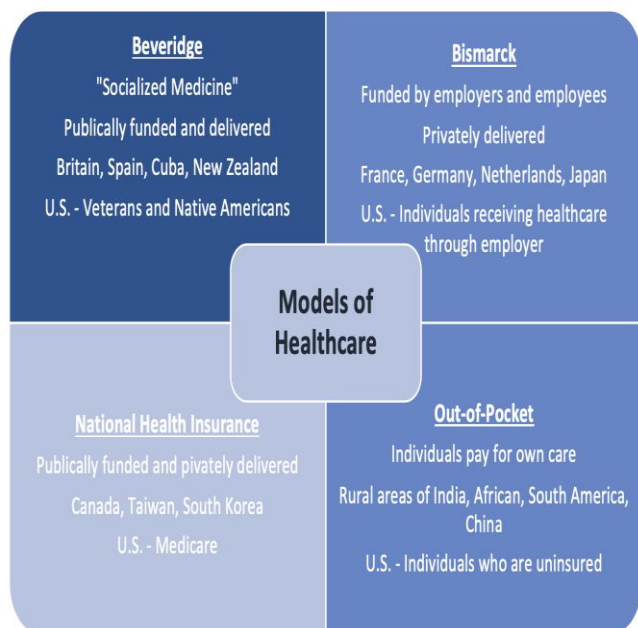 Beveridge
"Socialized Medicine"
Publically funded and delivered
Britain, Spain, Cuba, New Zealand
U.S. - Veterans and Native Americans
Bismarck
Funded by employers and employees
Privately delivered
France, Germany, Netherlands, Japan
U.S. - Individuals receiving healthcare
through employer
Models of
Healthcare
National Health Insurance
Publically funded and pivately delivered
Canada, Taiwan, South Korea
U.S. - Medicare
Out-of-Pocket
Individuals pay for own care
Rural areas of India, African, South America,
China
U.S. - Individuals who are uninsured